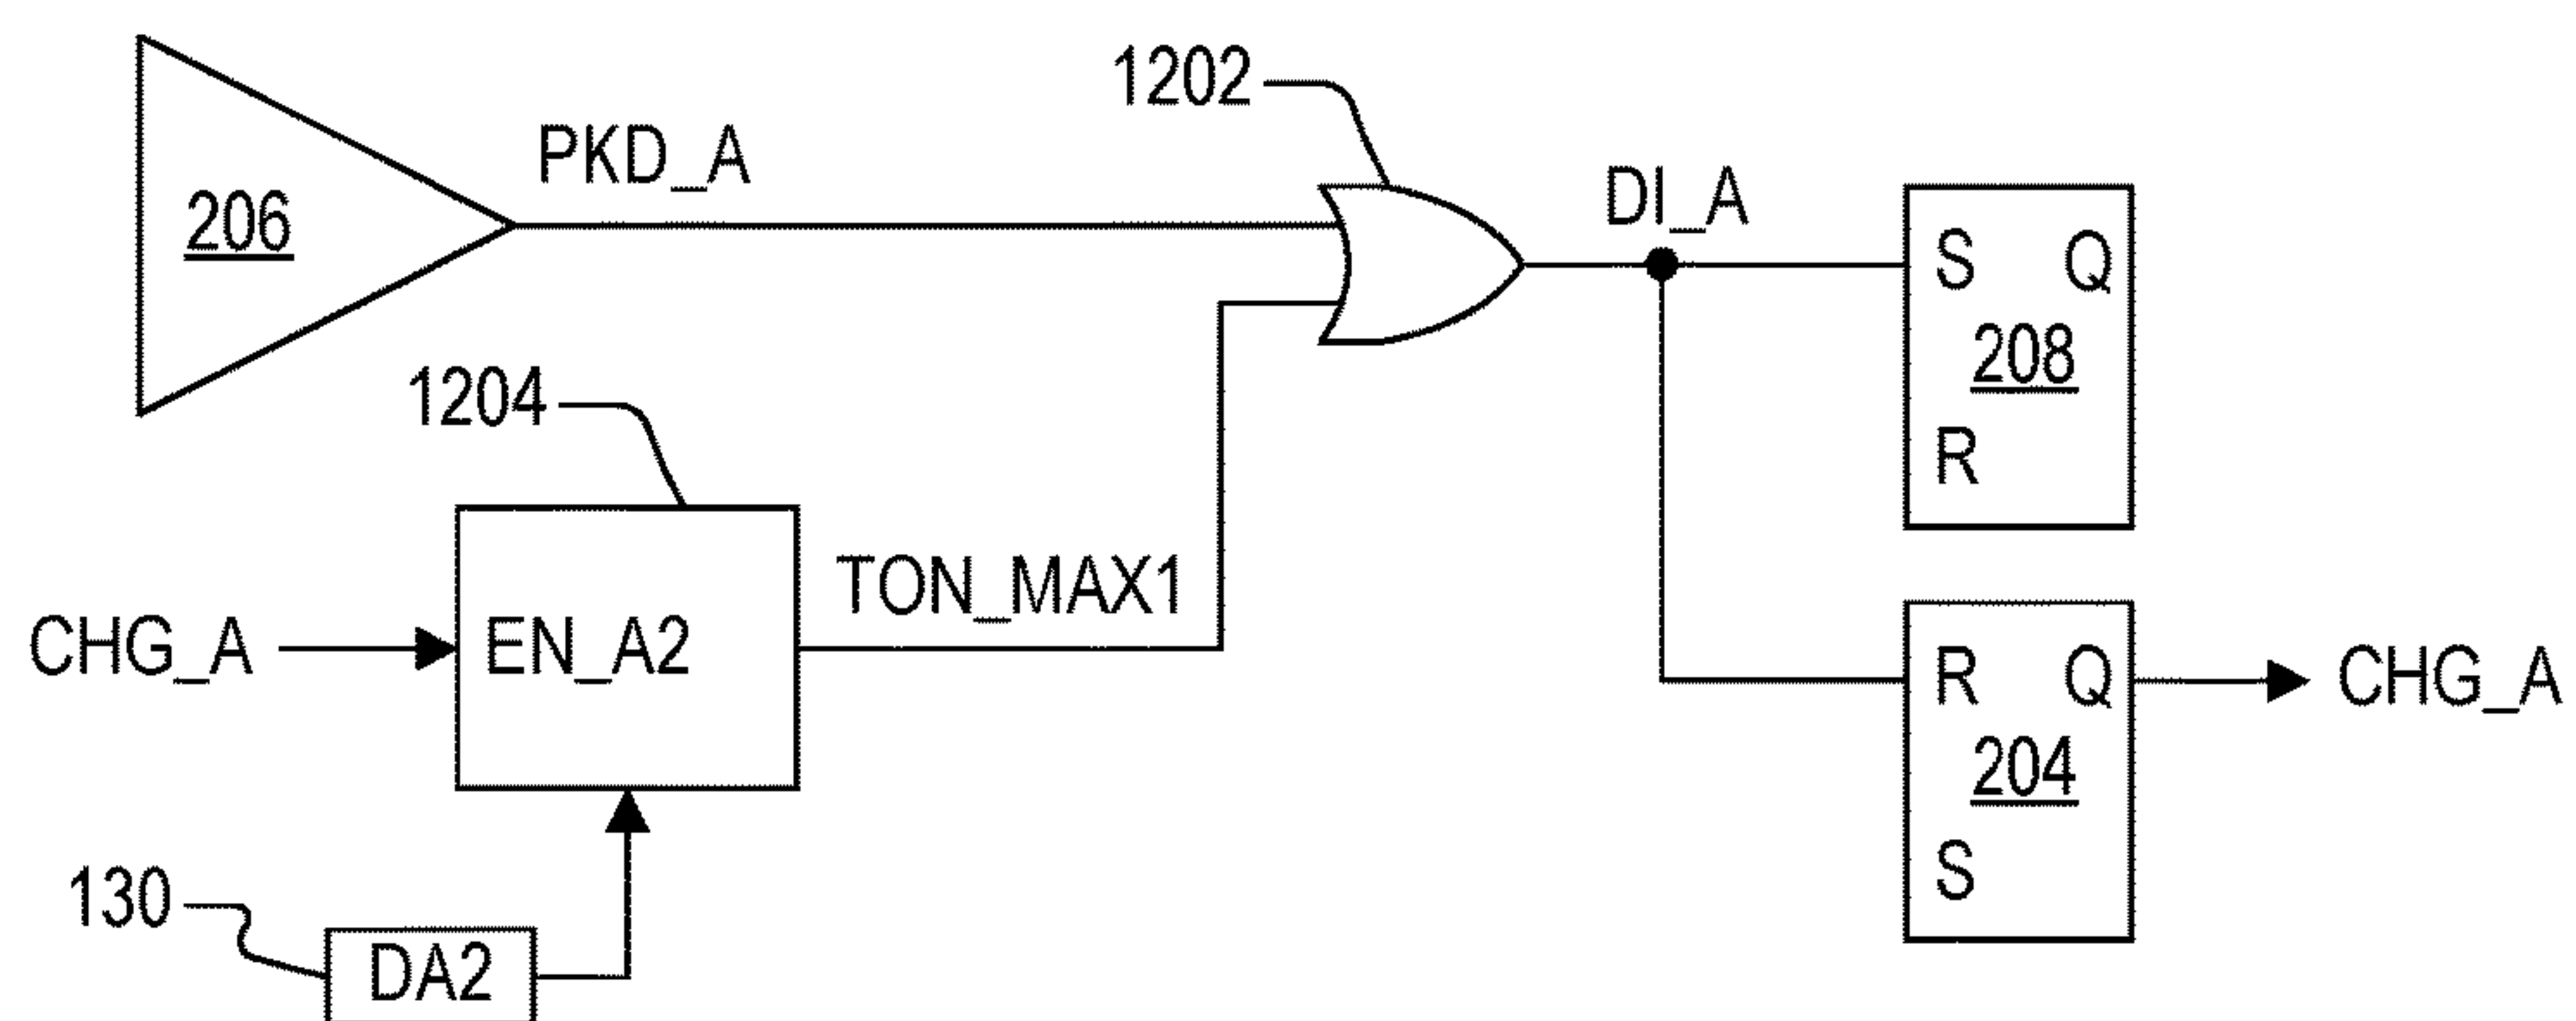 1202
PKD_A
206
DI_A
S Q
208
R
1204
TON_MAX1
CHG_A
EN_A2
R Q
CHG_A
204
S
130
DA2